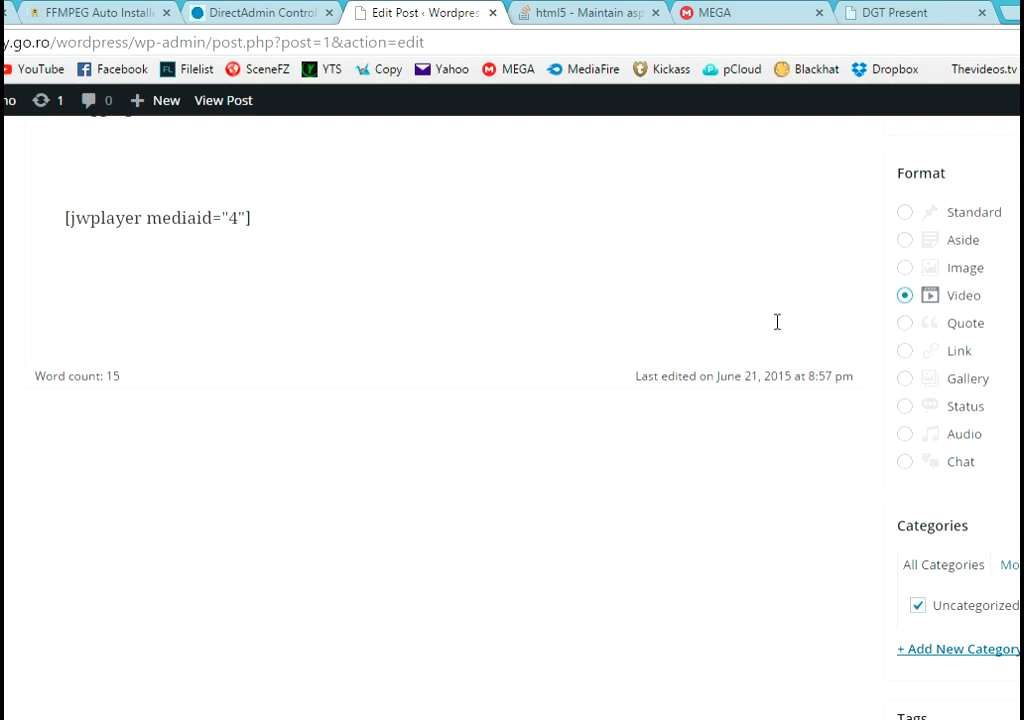 FFMPEG Auto Install
DirectAdmin Control
Edit Post ‹ Wordpres
html5 - Maintain asp
MEGA
DGT Present
y.go.ro/wordpress/wp-admin/post.php?post=1&action=edit
YouTube Facebook Filelist SceneFZ YTS Copy Yahoo MEGA MediaFire Kickass pCloud Blackhat Dropbox Thevideos.tv
no 1 0 New View Post
[jwplayer mediaid="4"]
Word count: 15
Last edited on June 21, 2015 at 8:57 pm
Format
Standard
Aside
Image
Video
Quote
Link
Gallery
Status
Audio
Chat
Categories
All Categories Mo
Uncategorized
+ Add New Category
Tags